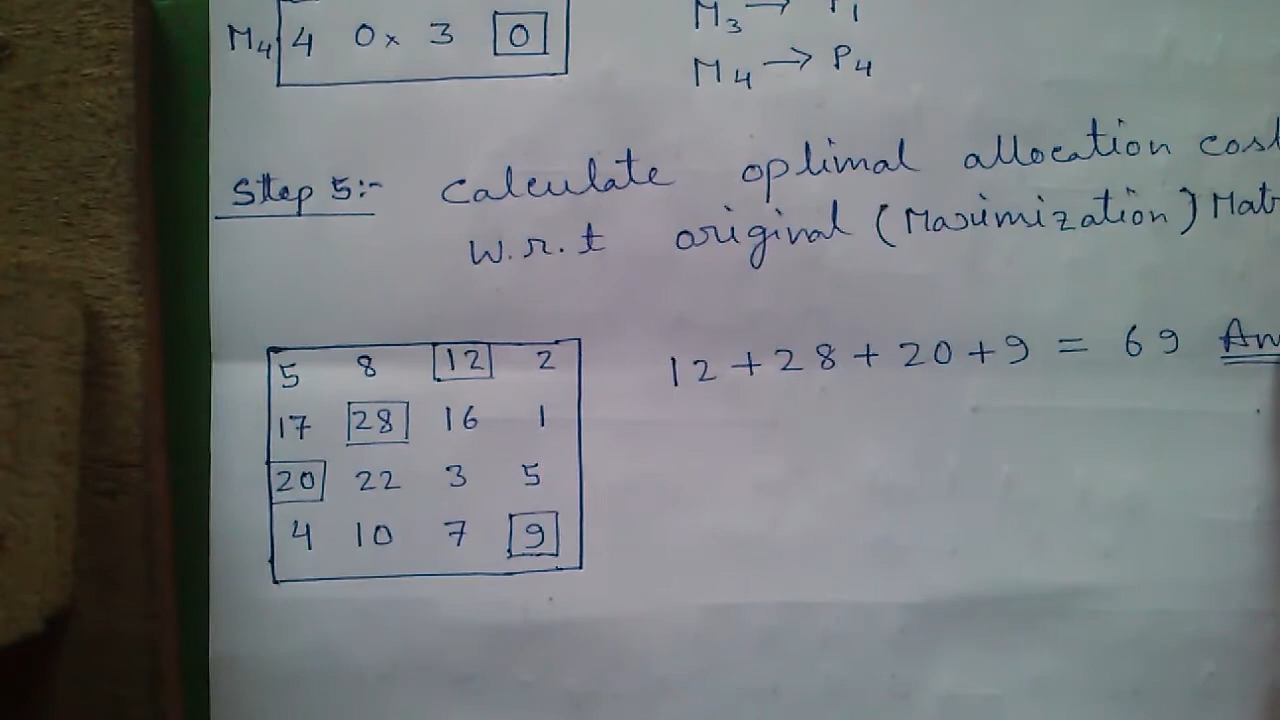 M4 4 0x 3 0
M3 → P1
M4 → P4
Step 5:- Calculate optimal allocation cost
w.r.t original (Maximization) Mat
5 8 12 2
17 28 16 1
20 22 3 5
4 10 7 9
12 + 28 + 20 + 9 = 69 An